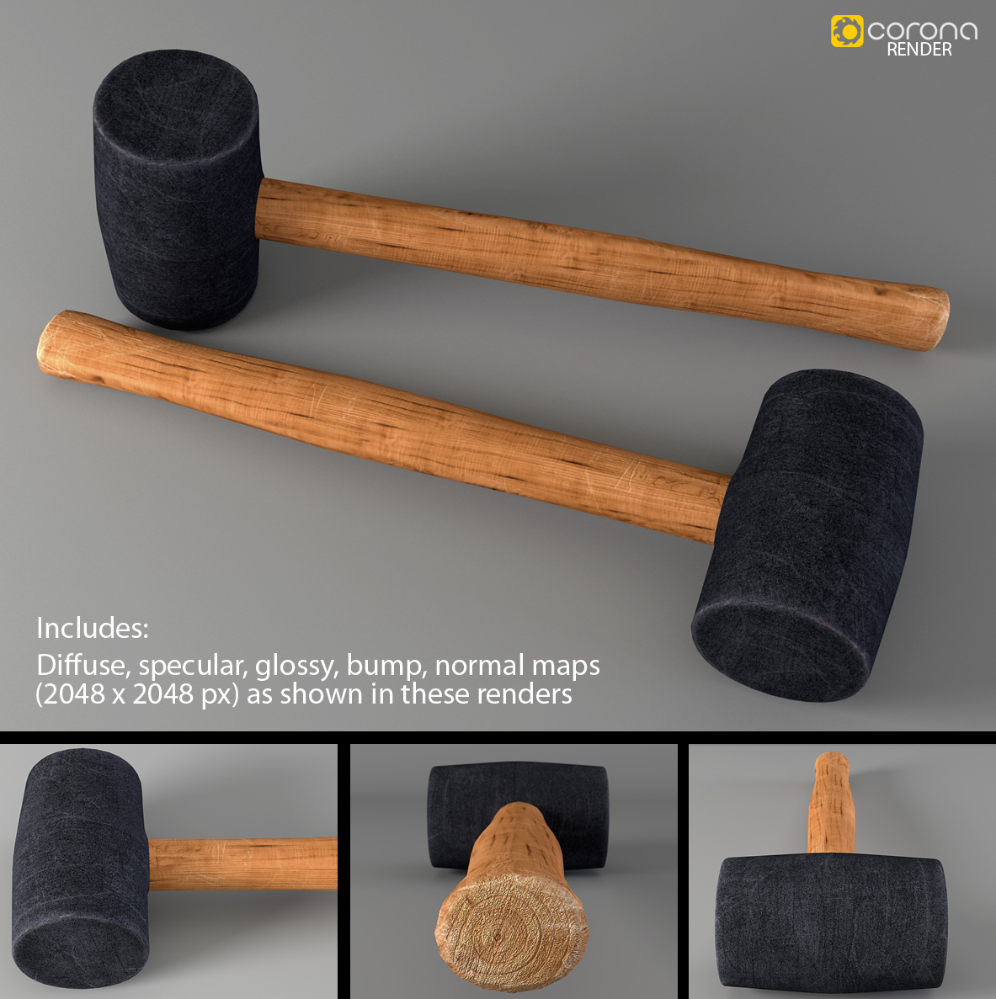 corona
RENDER
Includes:
Diffuse, specular, glossy, bump, normal maps
(2048 x 2048 px) as shown in these renders